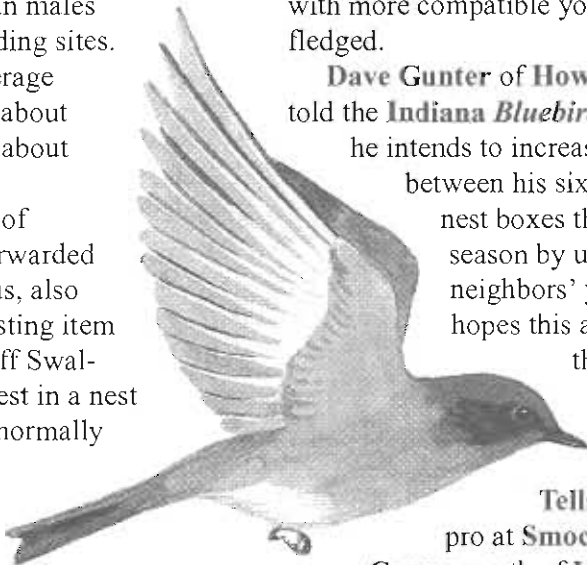 n males
ding sites.
erage
about
about
of
rwarded
us, also
sting item
ff Swal-
est in a nest
normally
with more compatible yo
fledged.
Dave Gunter of How
told the Indiana Bluebir
he intends to increas
between his six
nest boxes th
season by u
neighbors' y
hopes this a
th
Tell
pro at Smoc